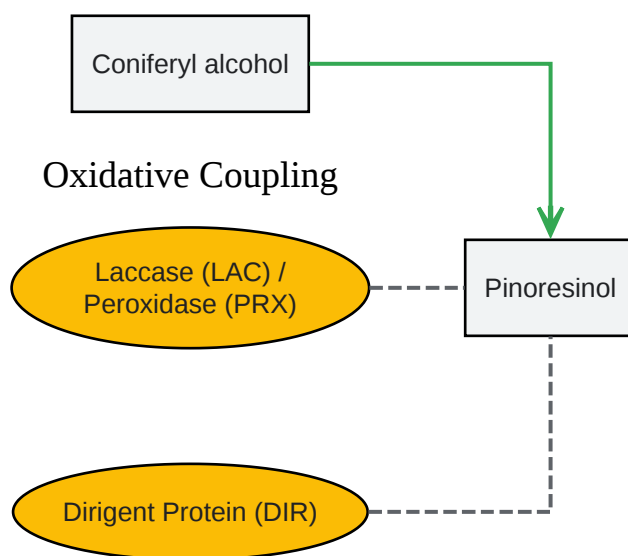 Coniferyl alcohol
Oxidative Coupling
Laccase (LAC) /
Peroxidase (PRX)
Pinoresinol
Dirigent Protein (DIR)